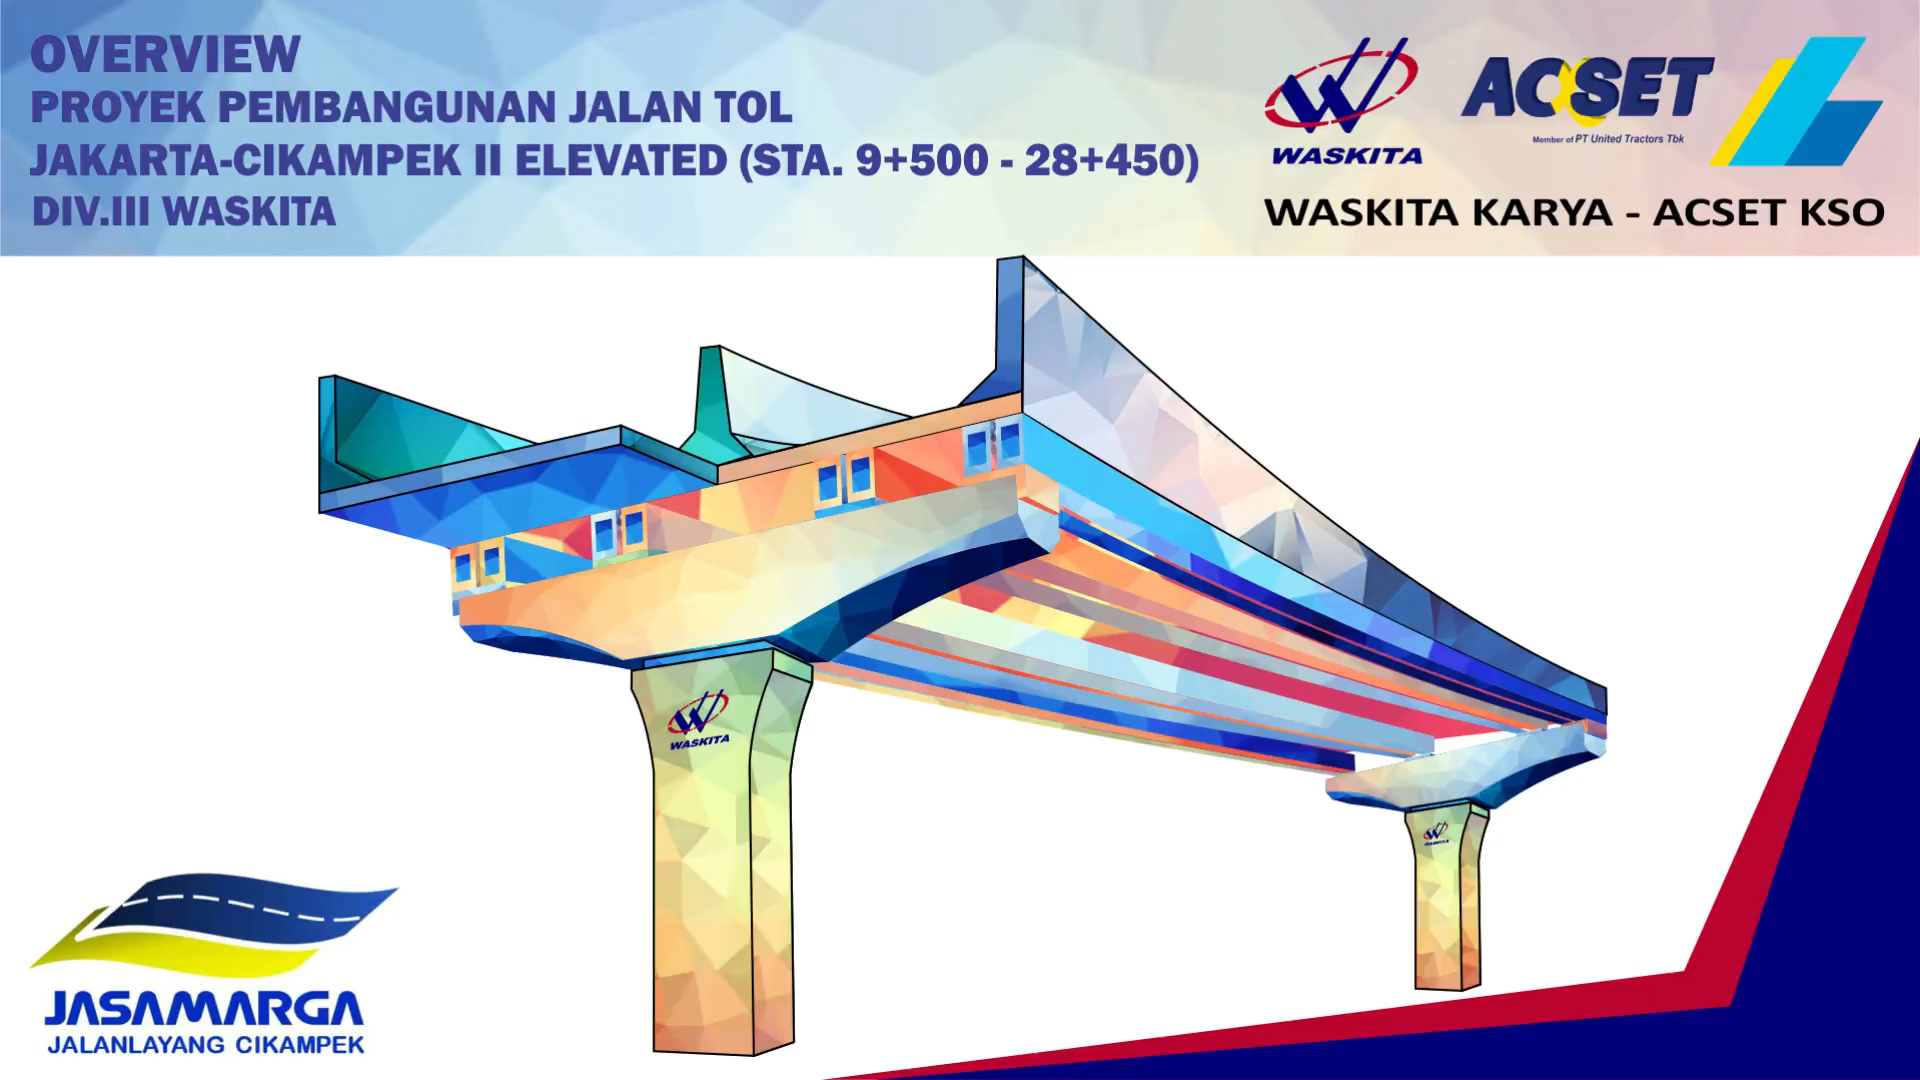 OVERVIEW
PROYEK PEMBANGUNAN JALAN TOL
JAKARTA-CIKAMPEK II ELEVATED (STA. 9+500 - 28+450)
DIV.III WASKITA
WASKITA
ACSET
Member of PT United Tractors Tbk
WASKITA KARYA - ACSET KSO
WASKITA
WASKITA
JASAMARGA
JALANLAYANG CIKAMPEK